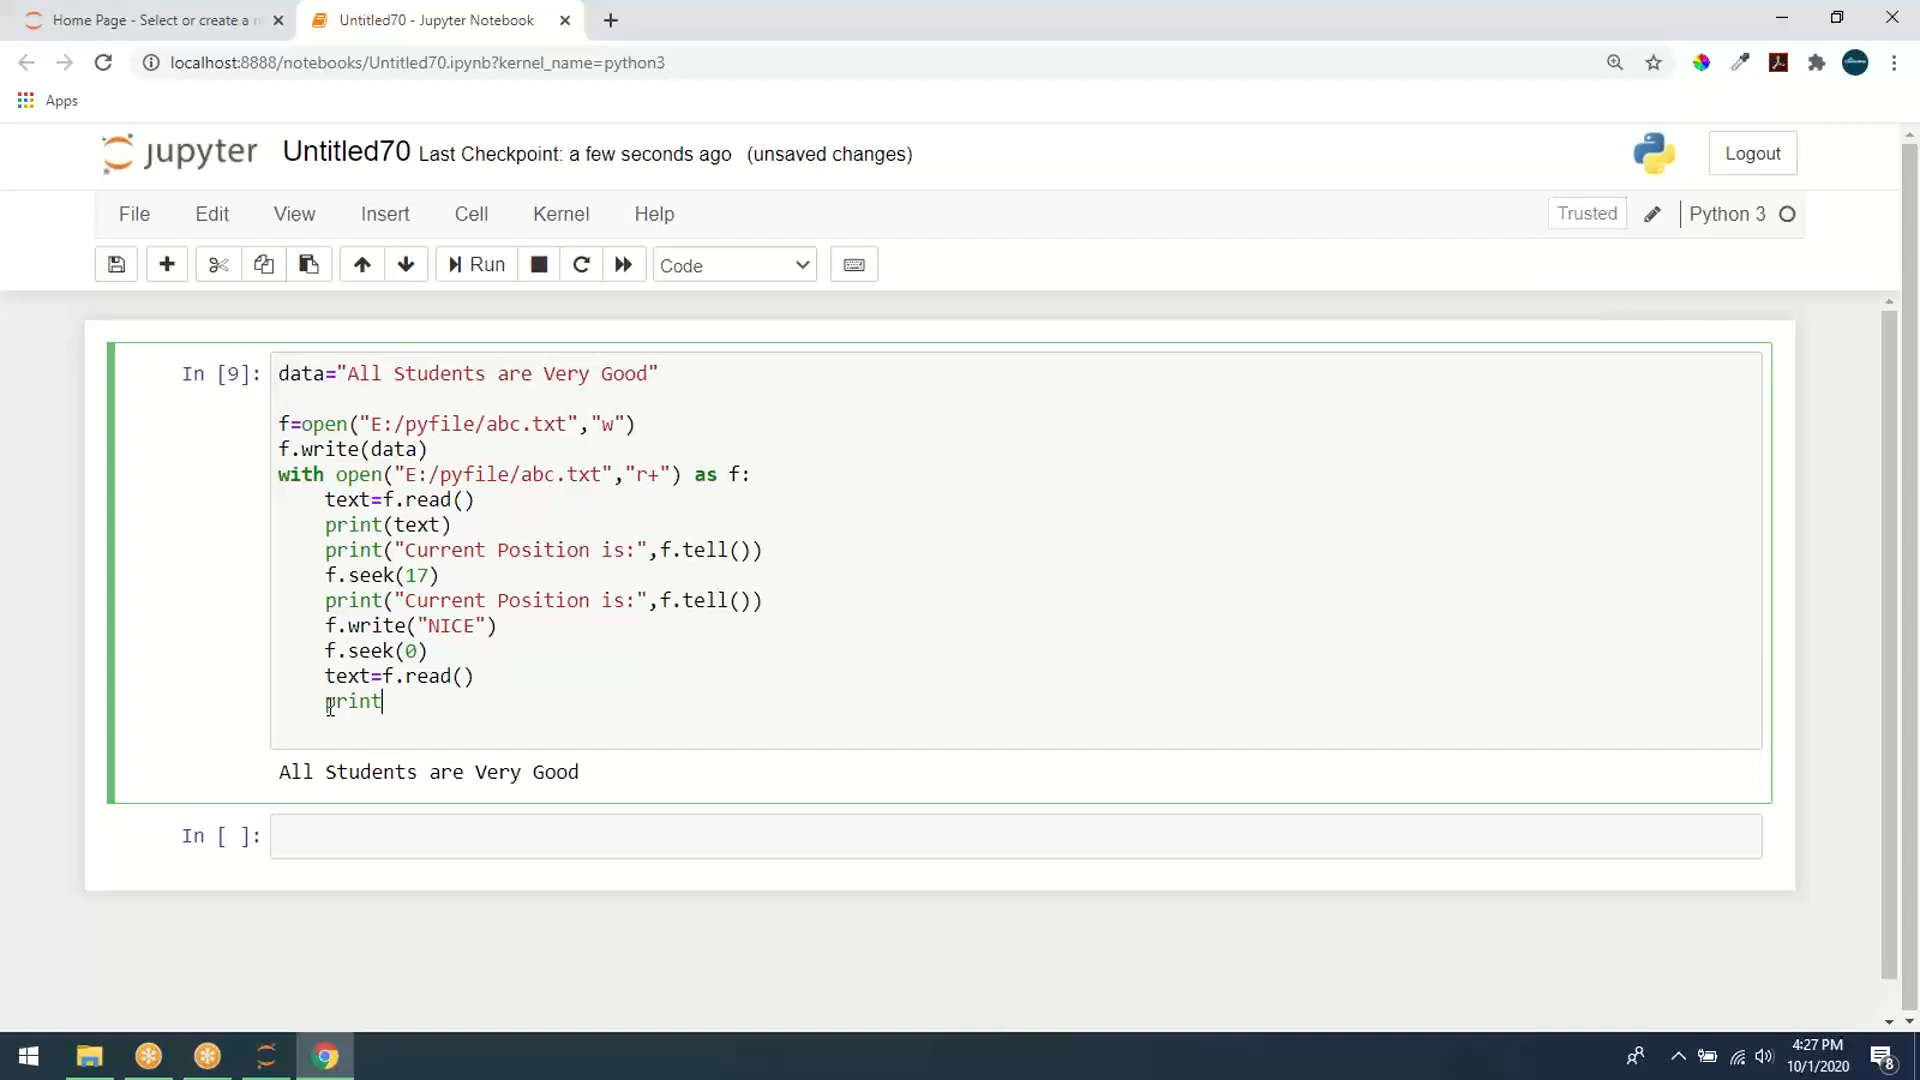 Home Page - Select or create a n
Untitled70 - Jupyter Notebook
localhost:8888/notebooks/Untitled70.ipynb?kernel_name=python3
Apps
jupyter Untitled70 Last Checkpoint: a few seconds ago (unsaved changes)
Logout
File Edit View Insert Cell Kernel Help
Trusted
Python 3
Run
Code
In [9]:
data="All Students are Very Good"
f=open("E:/pyfile/abc.txt","w")
f.write(data)
with open("E:/pyfile/abc.txt","r+") as f:
    text=f.read()
    print(text)
    print("Current Position is:",f.tell())
    f.seek(17)
    print("Current Position is:",f.tell())
    f.write("NICE")
    f.seek(0)
    text=f.read()
    print
All Students are Very Good
In [ ]:
4:27 PM
10/1/2020
8